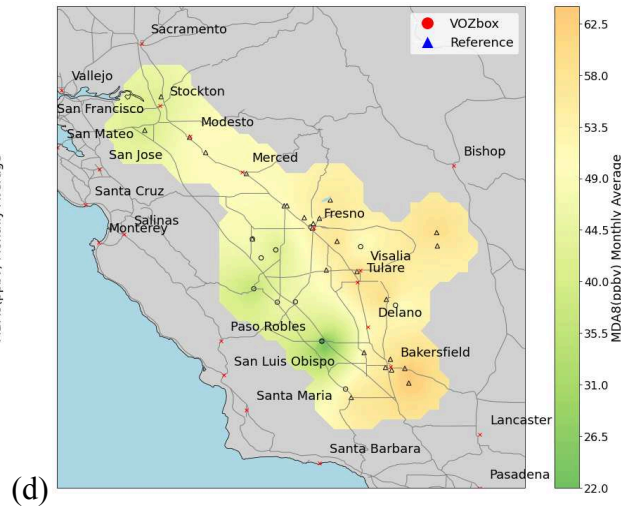 Sacramento
VOZbox
Reference
Vallejo
Stockton
San Francisco
Modesto
San Mateo
Merced
San Jose
Bishop
Santa Cruz
Fresno
Salinas
Monterey
Visalia
Tulare
Delano
Paso Robles
Bakersfield
San Luis Obispo
Santa Maria
Lancaster
Santa Barbara
Pasadena
62.5
58.0
53.5
49.0
44.5
40.0
35.5
31.0
26.5
22.0
MDA8(ppbv) Monthly Average
(d)